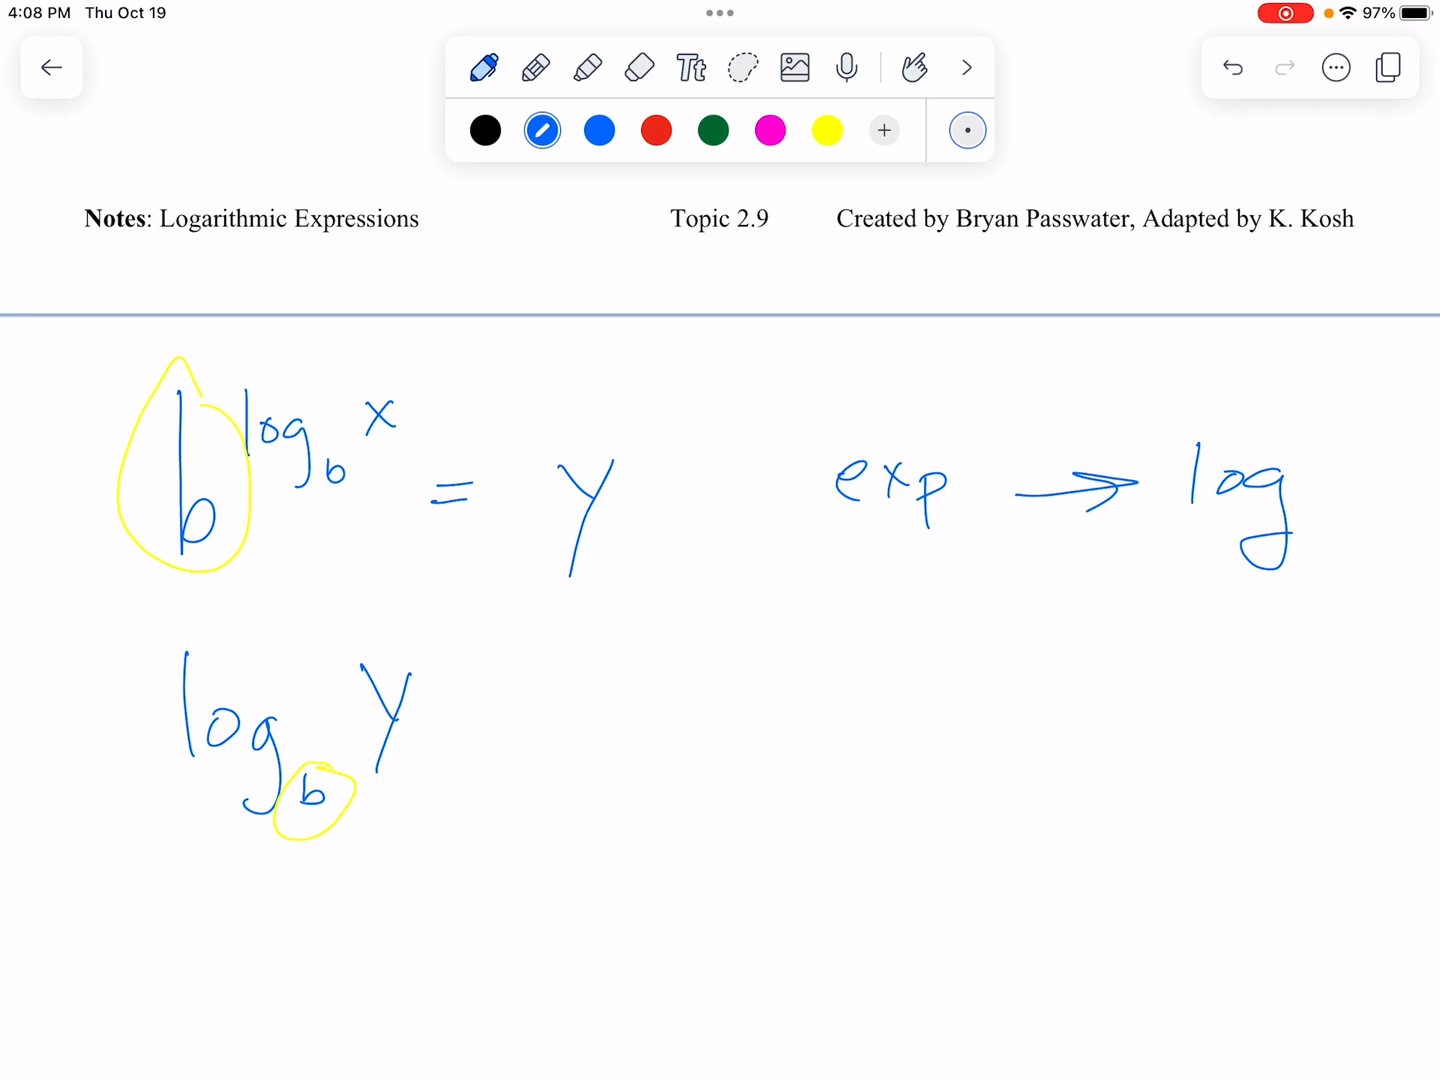 4:08 PM Thu Oct 19 97%
Tt
Notes: Logarithmic Expressions Topic 2.9 Created by Bryan Passwater, Adapted by K. Kosh
b^{log_b x} = y exp → log
log_b y